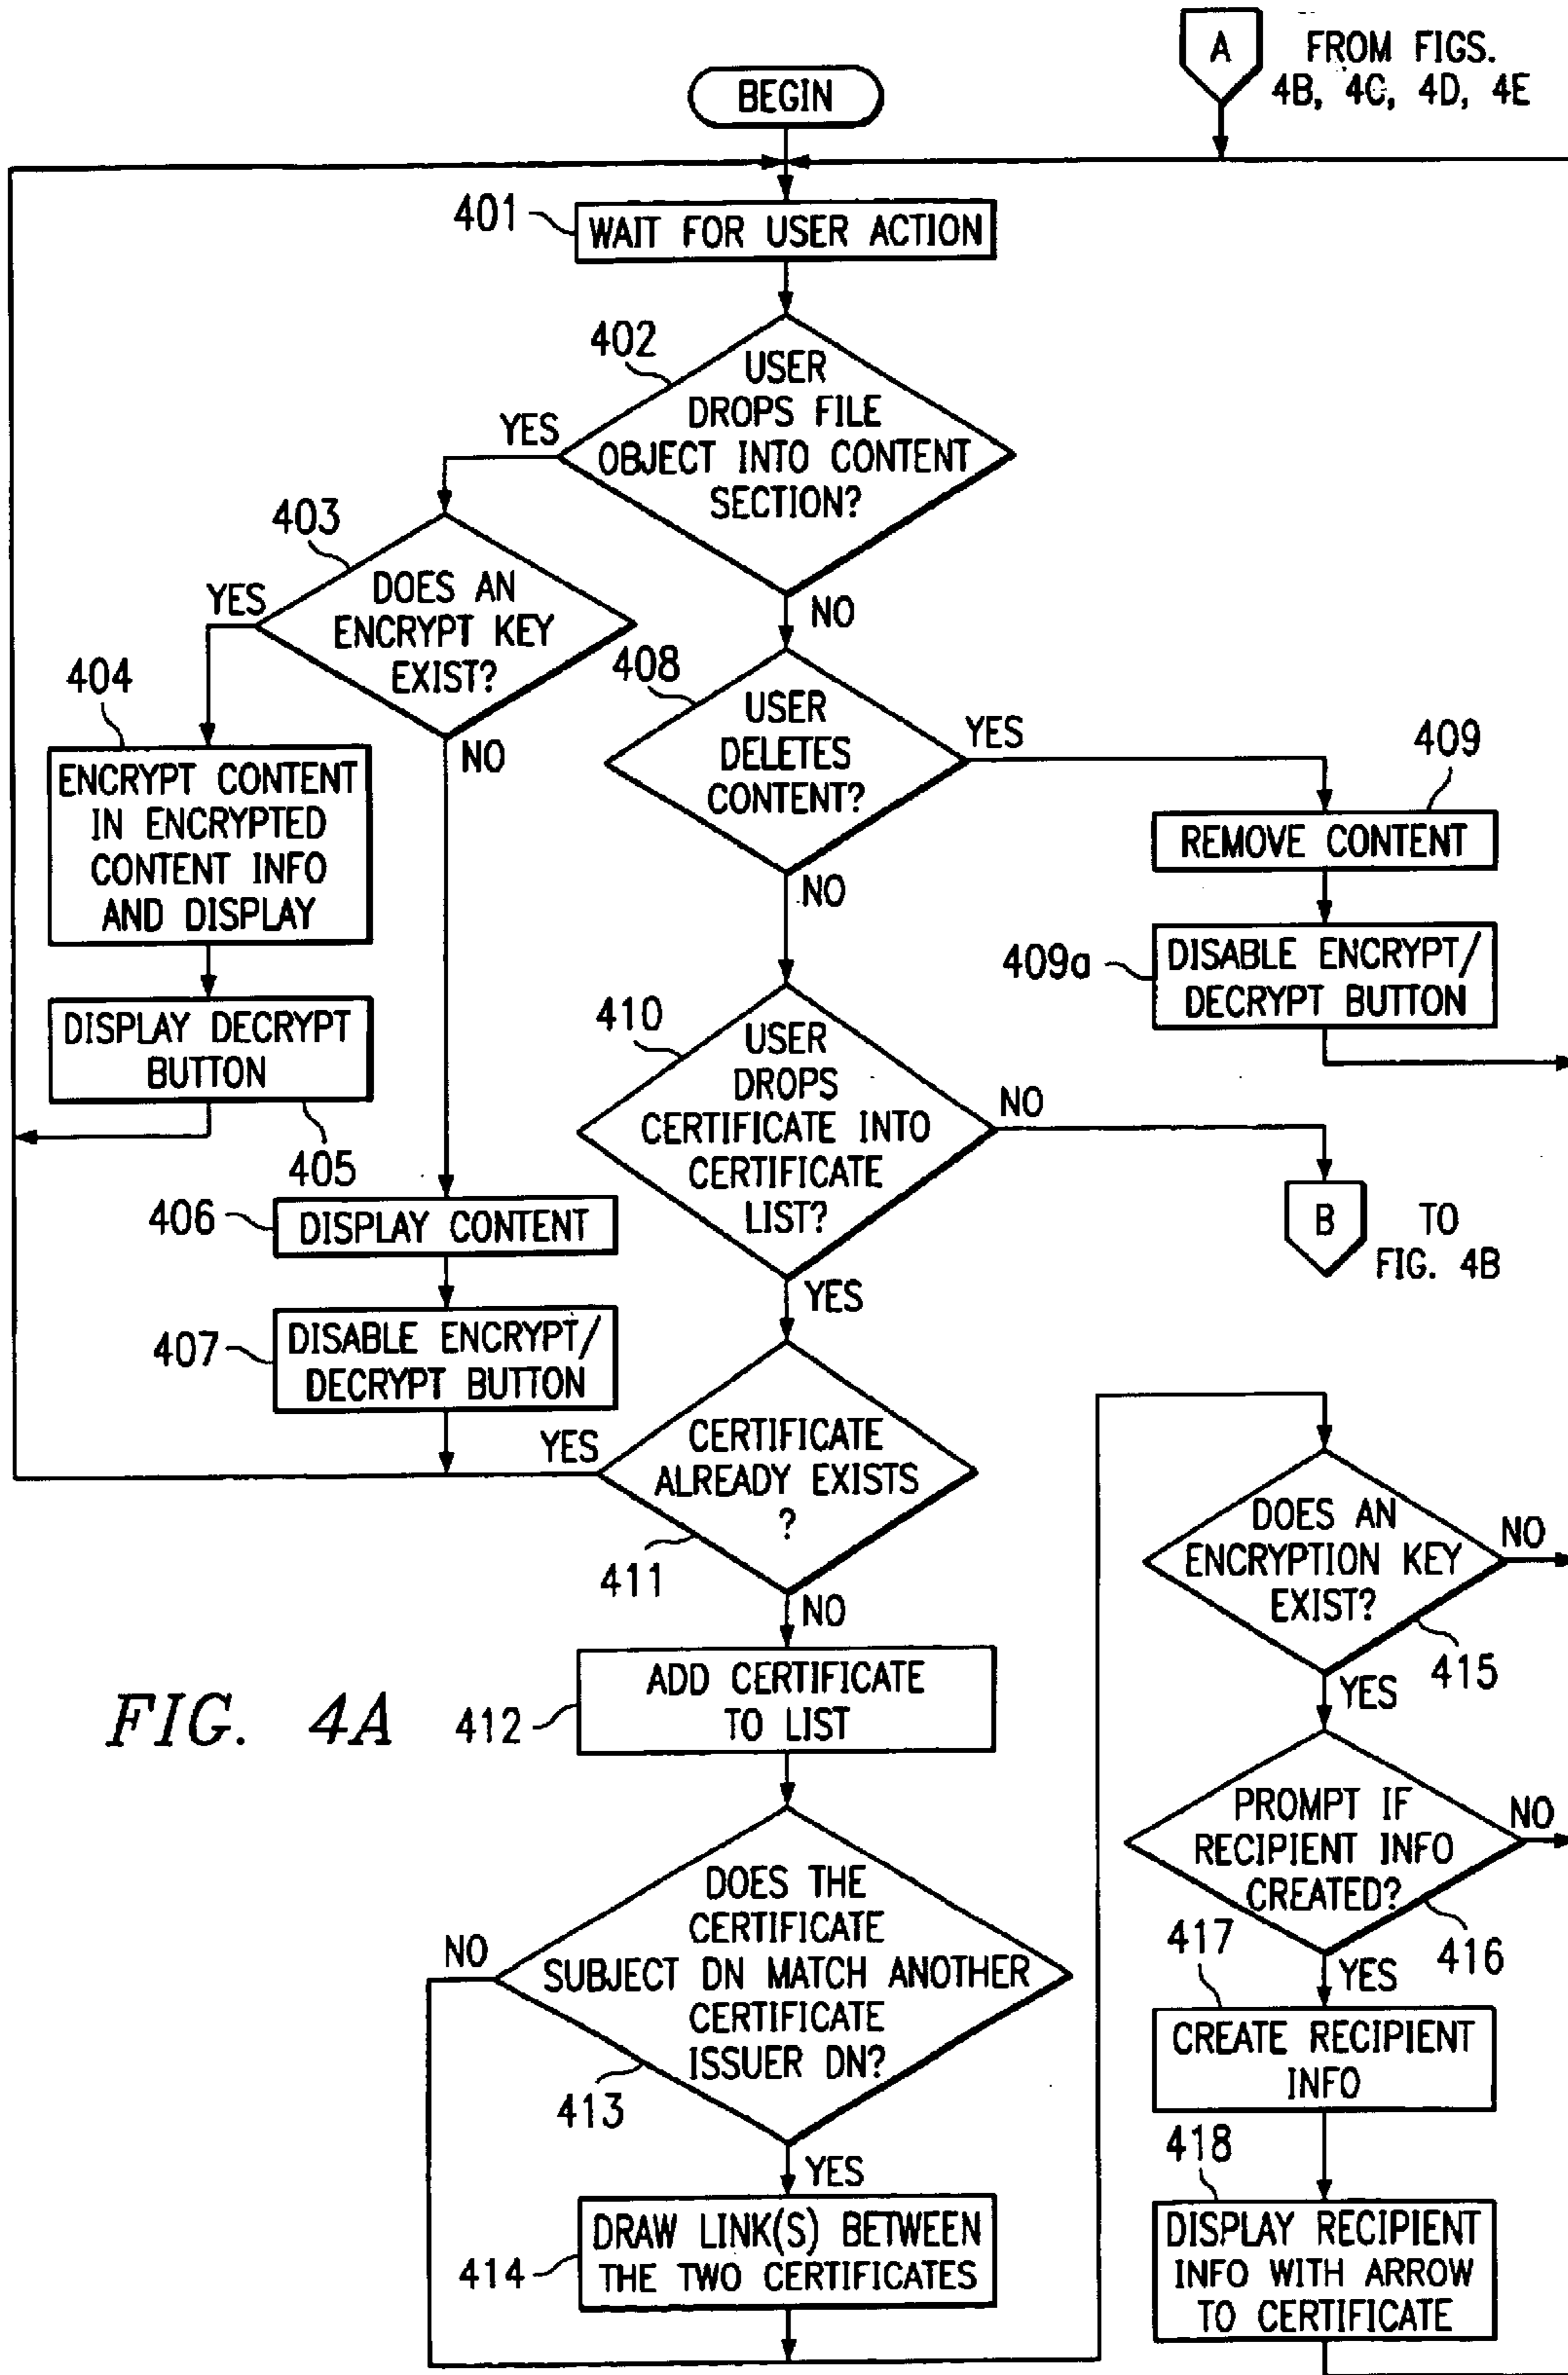 A
FROM FIGS.
4B, 4C, 4D, 4E
BEGIN
401
WAIT FOR USER ACTION
402
USER
DROPS FILE
OBJECT INTO CONTENT
SECTION?
YES
NO
403
DOES AN
ENCRYPT KEY
EXIST?
YES
NO
404
ENCRYPT CONTENT
IN ENCRYPTED
CONTENT INFO
AND DISPLAY
DISPLAY DECRYPT
BUTTON
405
406
DISPLAY CONTENT
407
DISABLE ENCRYPT/
DECRYPT BUTTON
408
USER
DELETES
CONTENT?
YES
NO
409
REMOVE CONTENT
409a
DISABLE ENCRYPT/
DECRYPT BUTTON
410
USER
DROPS
CERTIFICATE INTO
CERTIFICATE
LIST?
NO
B
TO
FIG. 4B
YES
CERTIFICATE
ALREADY EXISTS
?
YES
411
NO
412
ADD CERTIFICATE
TO LIST
FIG. 4A
DOES THE
CERTIFICATE
SUBJECT DN MATCH ANOTHER
CERTIFICATE
ISSUER DN?
NO
413
YES
414
DRAW LINK(S) BETWEEN
THE TWO CERTIFICATES
DOES AN
ENCRYPTION KEY
EXIST?
NO
415
YES
PROMPT IF
RECIPIENT INFO
CREATED?
NO
416
YES
417
CREATE RECIPIENT
INFO
418
DISPLAY RECIPIENT
INFO WITH ARROW
TO CERTIFICATE